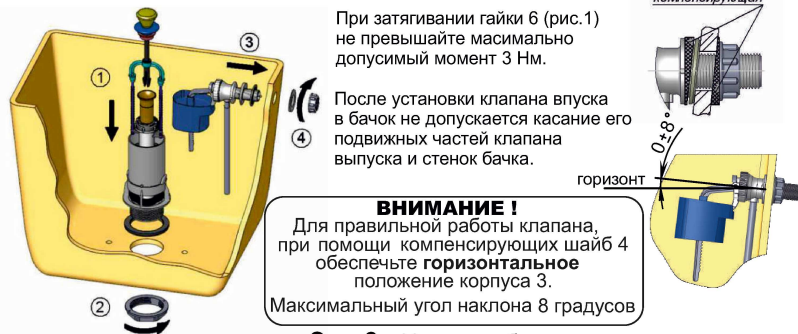 компенсирующая
При затягивании гайки 6 (рис.1)
не превышайте масимально
допусимый момент 3 Нм.
После установки клапана впуска
в бачок не допускается касание его
подвижных частей клапана
выпуска и стенок бачка.
1
2
3
4
0±8°
горизонт
ВНИМАНИЕ !
Для правильной работы клапана,
при помощи компенсирующих шайб 4
обеспечьте горизонтальное
положение корпуса 3.
Максимальный угол наклона 8 градусов